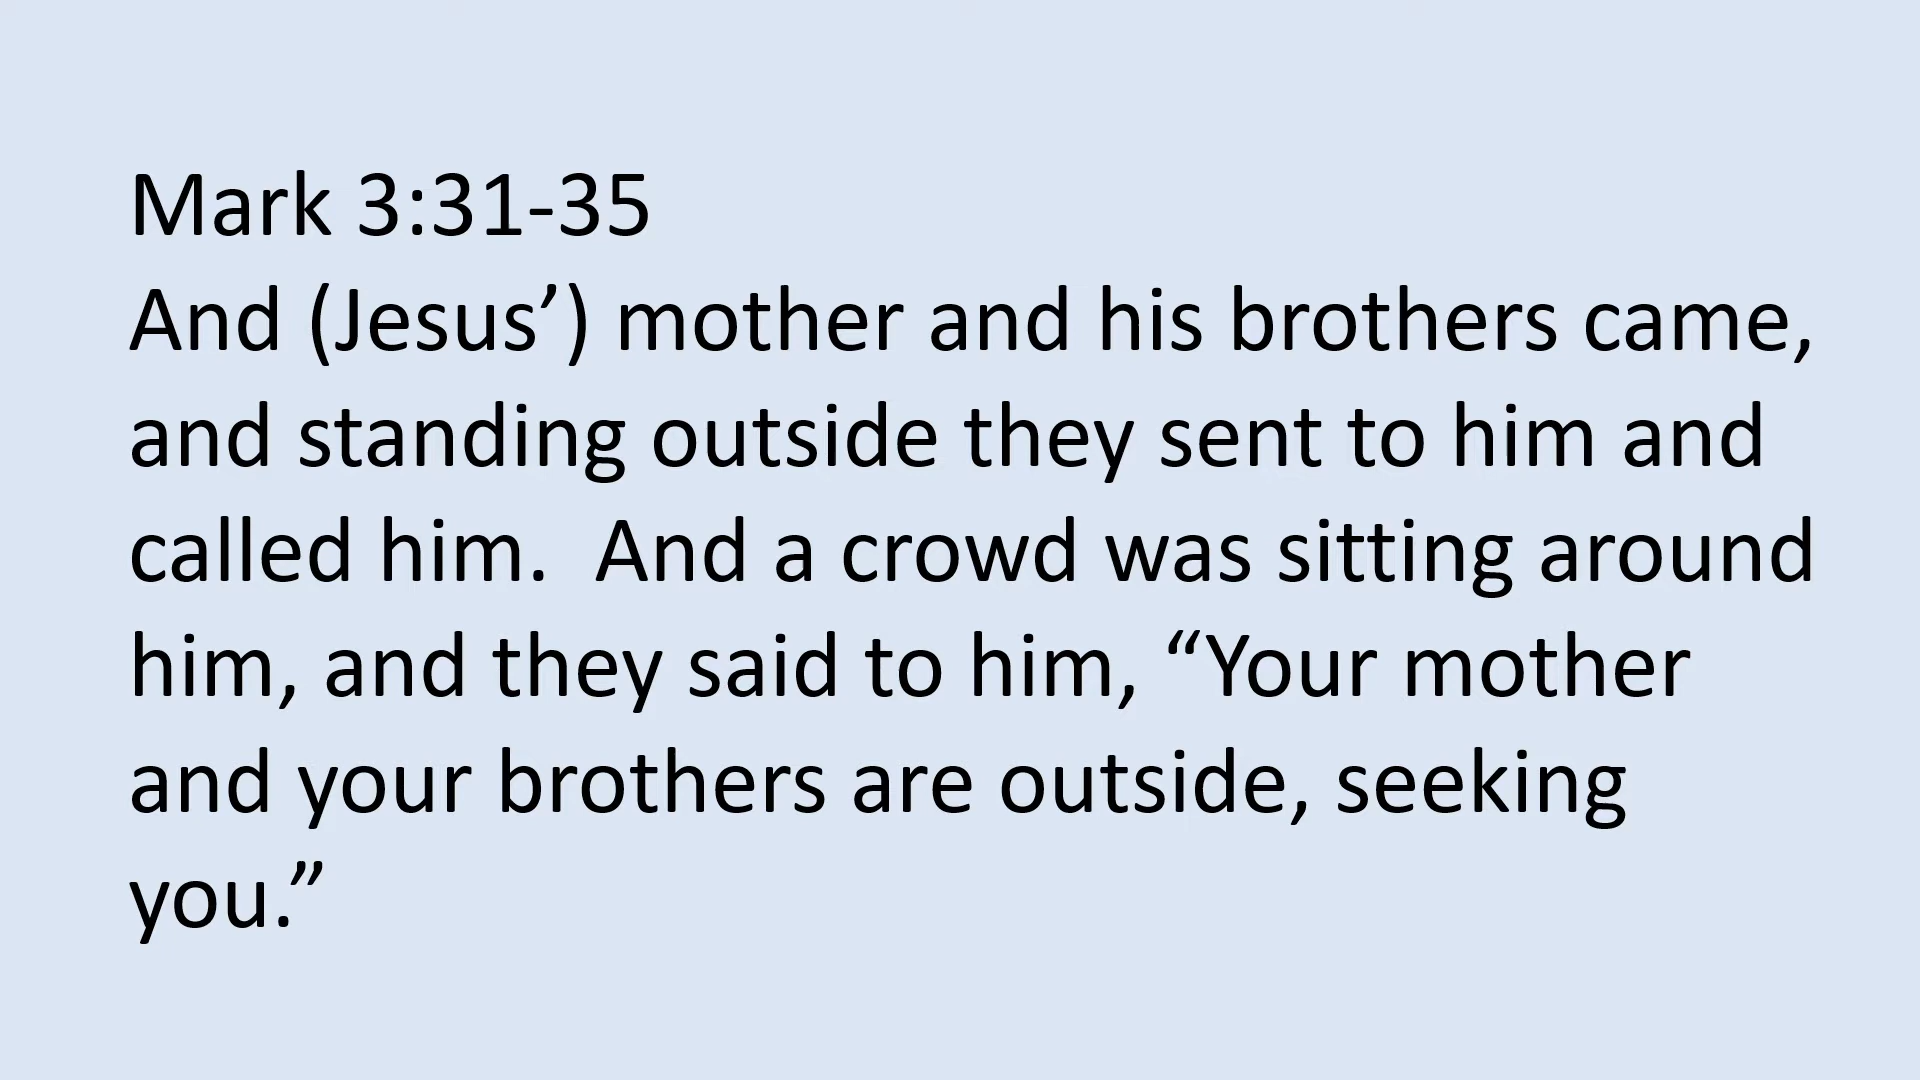 Mark 3:31-35
And (Jesus’) mother and his brothers came,
and standing outside they sent to him and
called him.  And a crowd was sitting around
him, and they said to him, “Your mother
and your brothers are outside, seeking
you.”